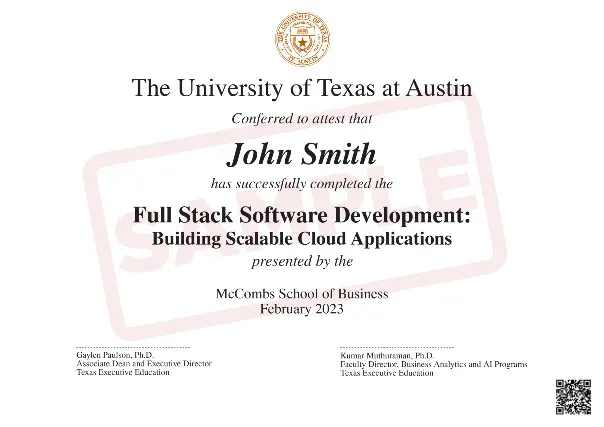 The University of Texas at Austin
Conferred to attest that
John Smith
has successfully completed the
Full Stack Software Development:
Building Scalable Cloud Applications
presented by the
McCombs School of Business
February 2023
SAMPLE
Gaylen Paulson, Ph.D.
Associate Dean and Executive Director
Texas Executive Education
Kumar Muthuraman, Ph.D.
Faculty Director, Business Analytics and AI Programs
Texas Executive Education